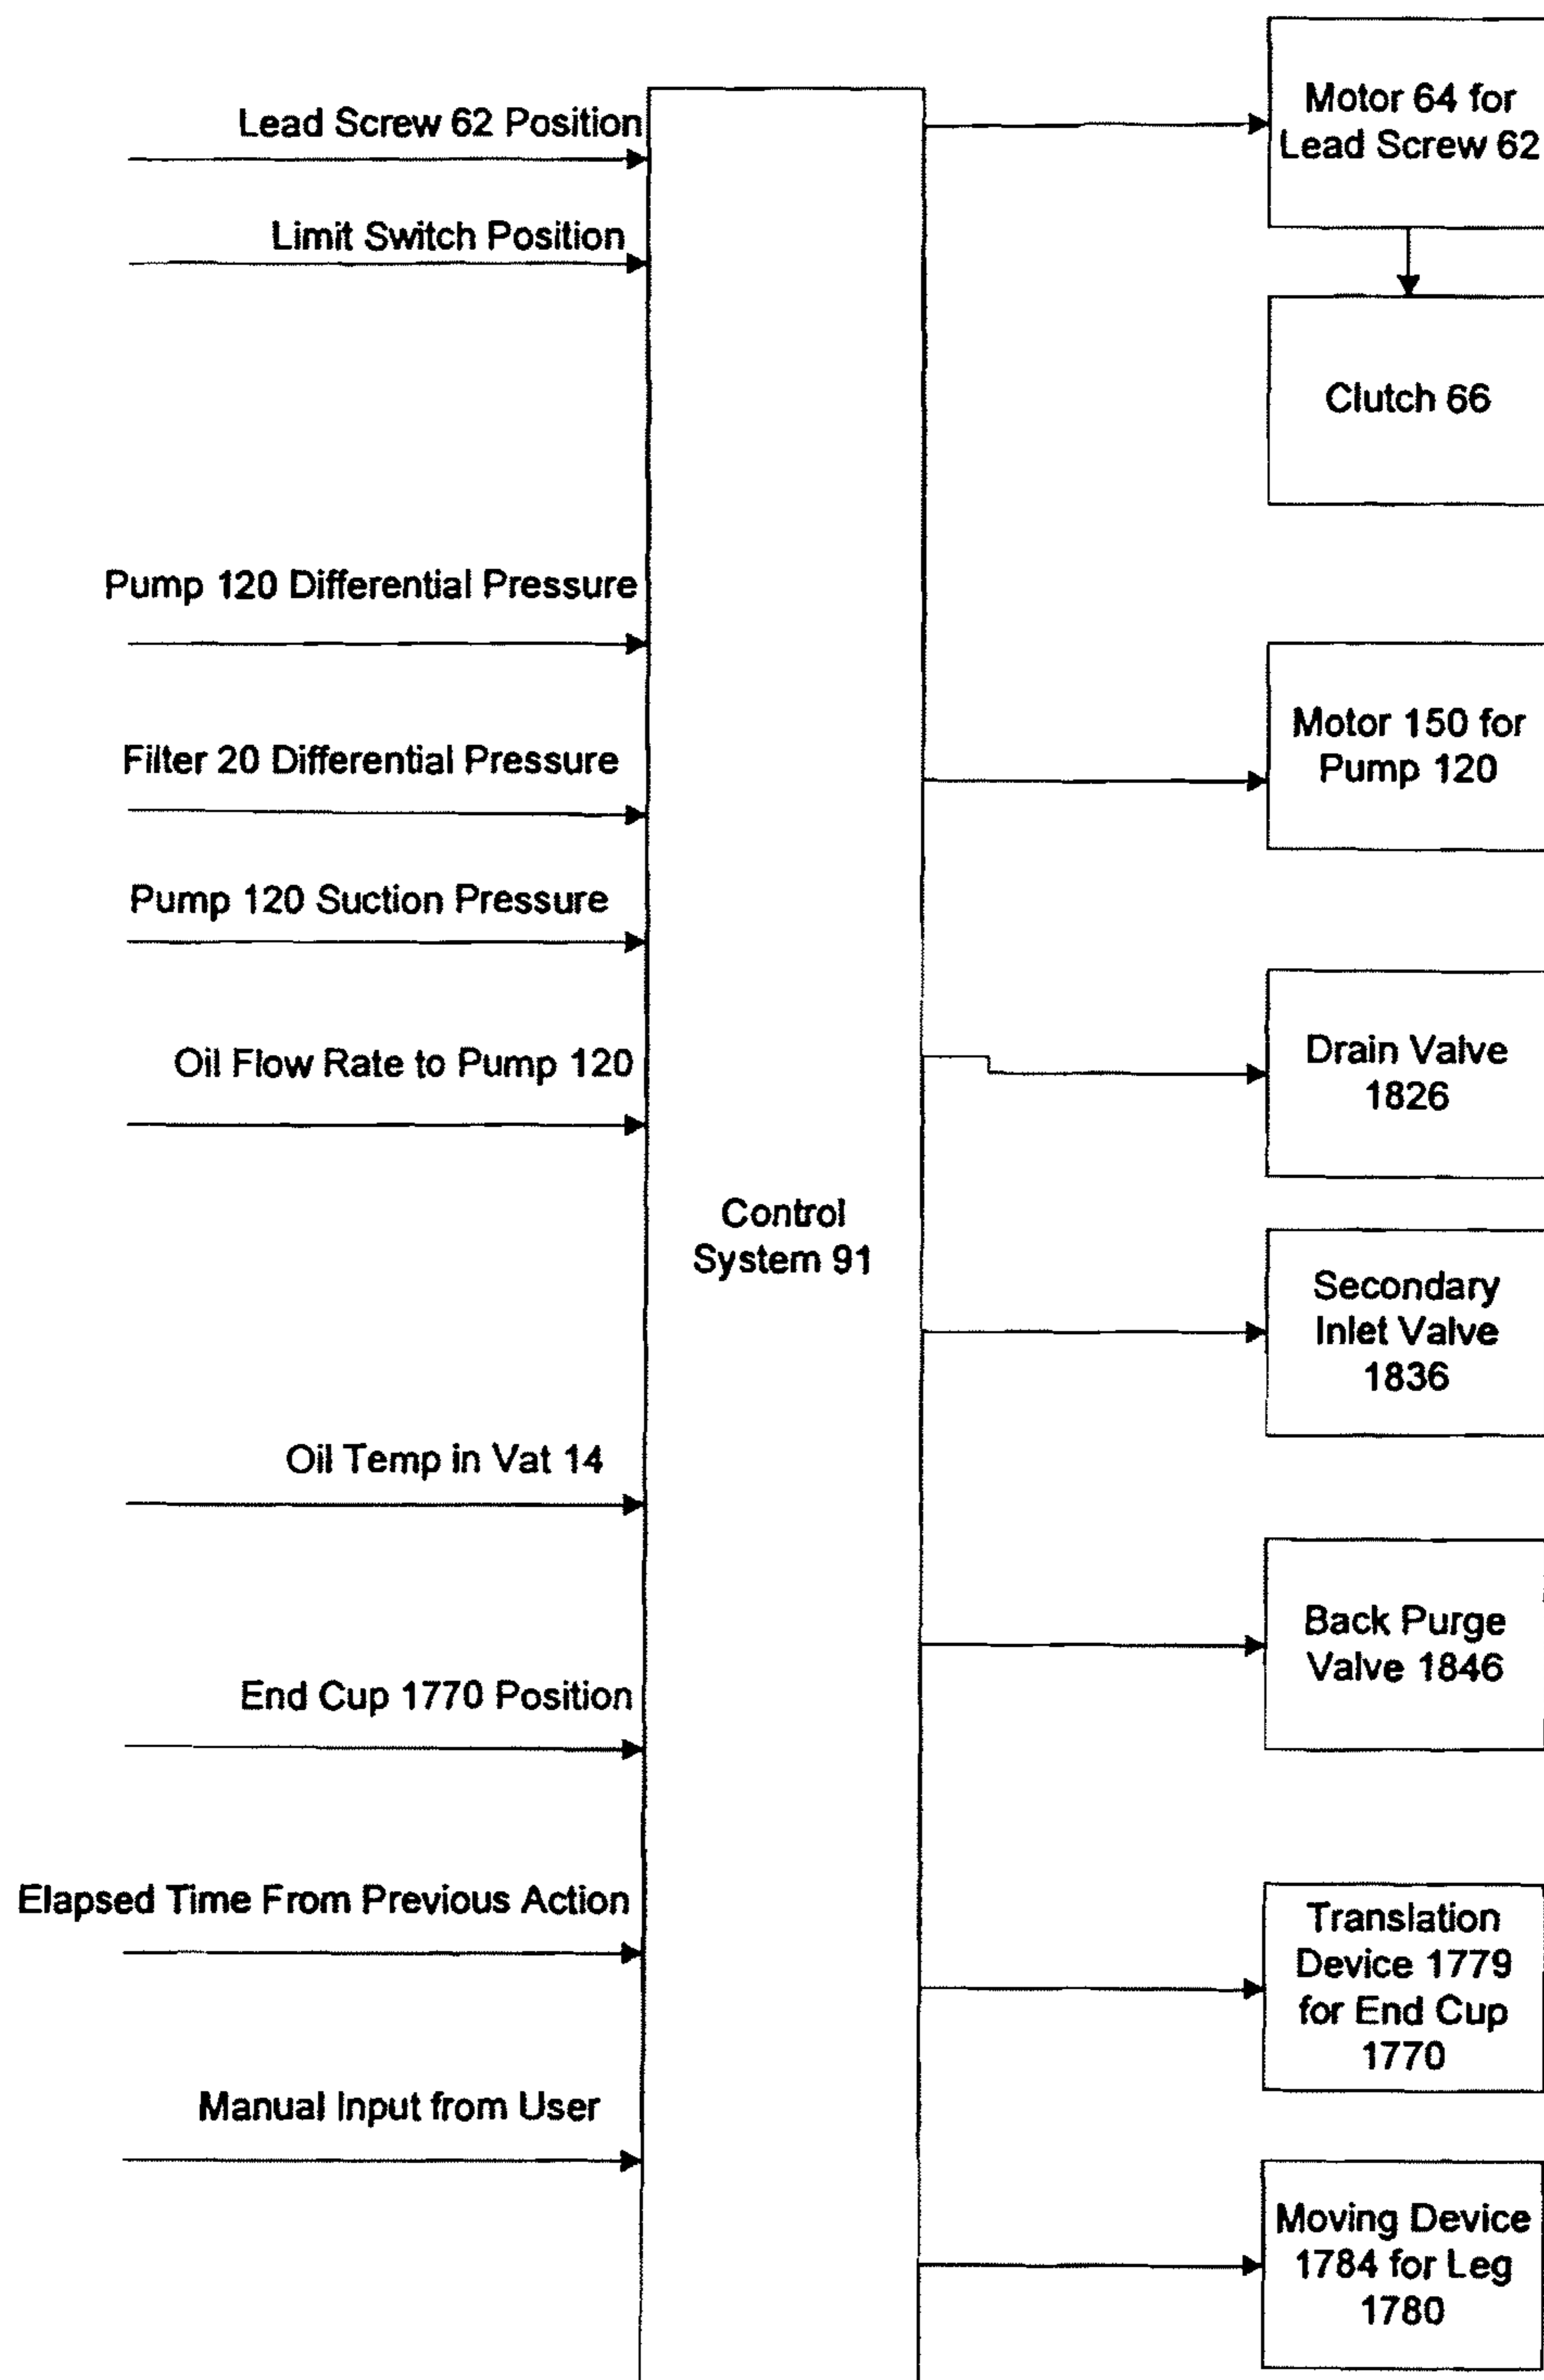 Lead Screw 62 Position
Limit Switch Position
Pump 120 Differential Pressure
Filter 20 Differential Pressure
Pump 120 Suction Pressure
Oil Flow Rate to Pump 120
Oil Temp in Vat 14
End Cup 1770 Position
Elapsed Time From Previous Action
Manual Input from User
Control
System 91
Motor 64 for
Lead Screw 62
Clutch 66
Motor 150 for
Pump 120
Drain Valve
1826
Secondary
Inlet Valve
1836
Back Purge
Valve 1846
Translation
Device 1779
for End Cup
1770
Moving Device
1784 for Leg
1780